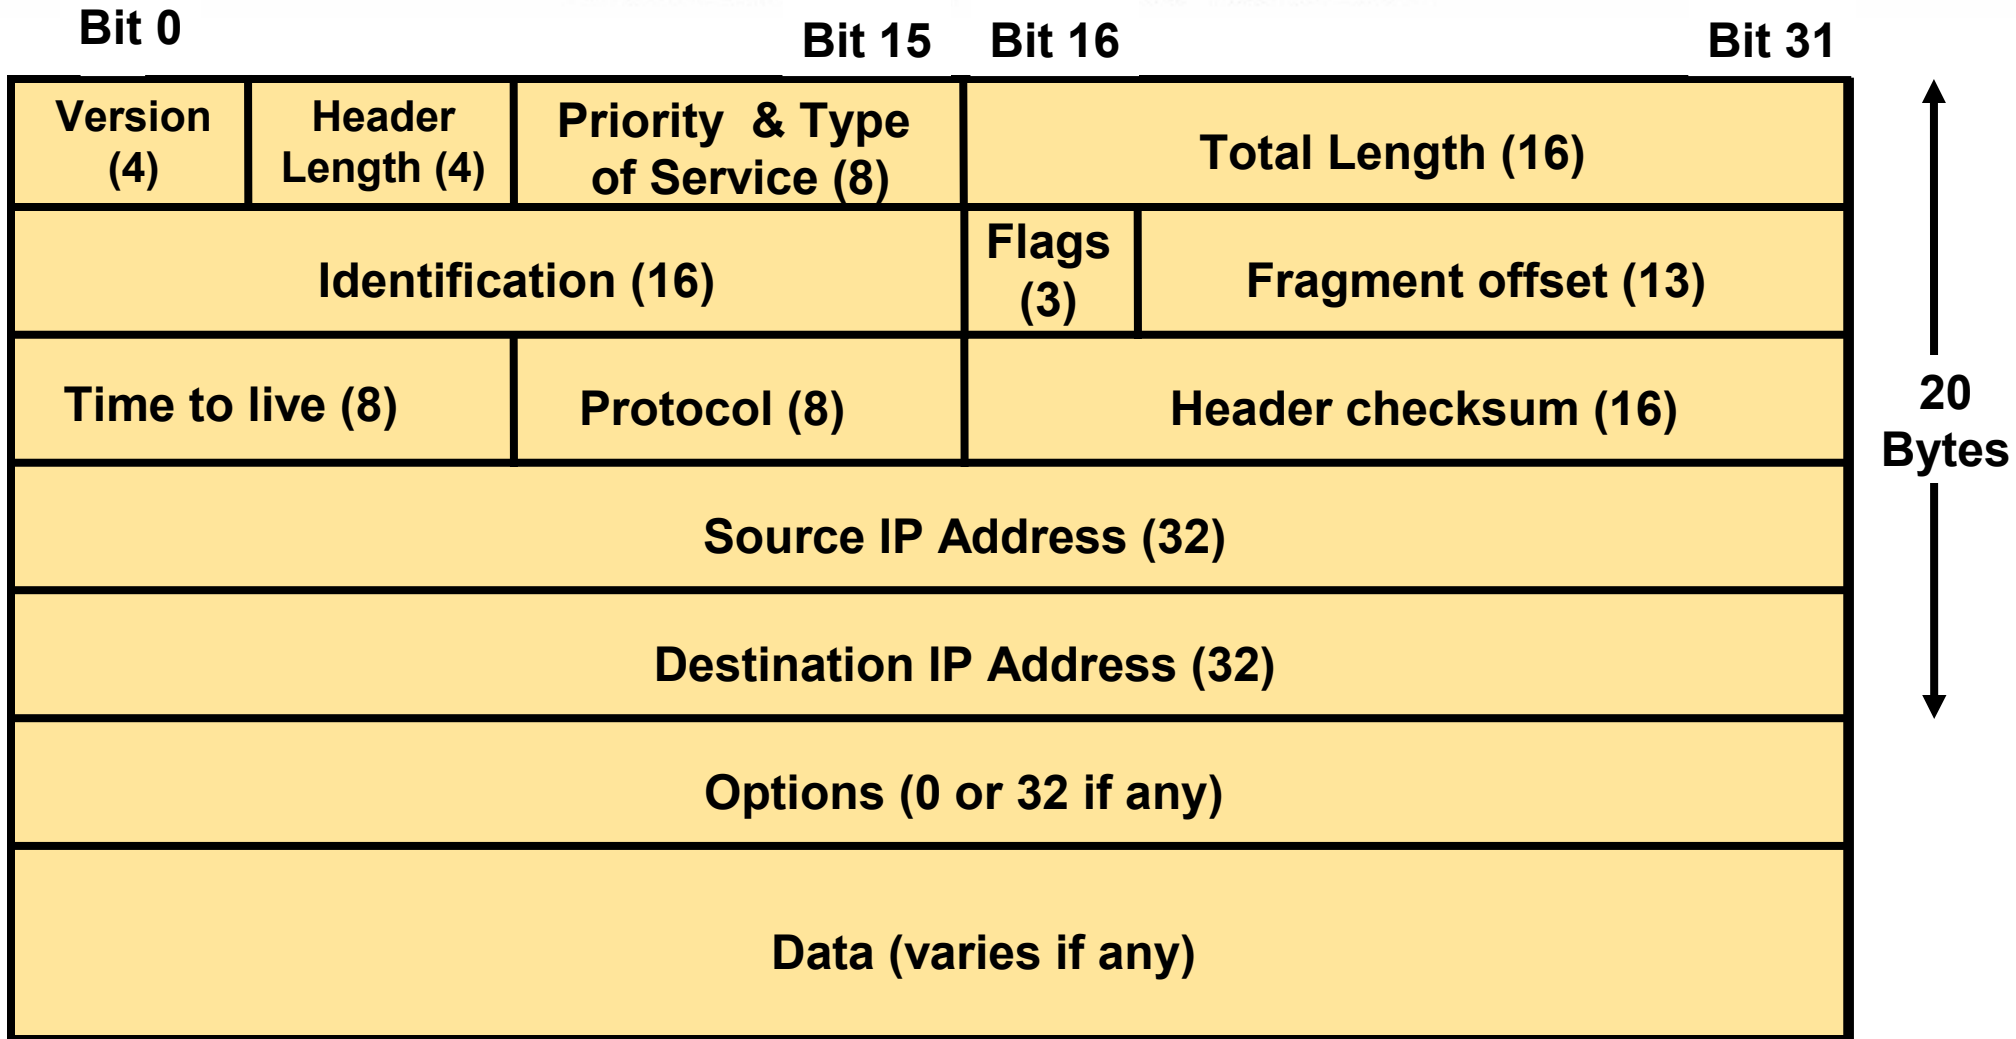 Bit 0
Bit 15
Bit 16
Bit 31
Version
(4)
Header
Length (4)
Priority & Type
of Service (8)
Total Length (16)
Identification (16)
Flags
(3)
Fragment offset (13)
Time to live (8)
Protocol (8)
Header checksum (16)
20
Bytes
Source IP Address (32)
Destination IP Address (32)
Options (0 or 32 if any)
Data (varies if any)